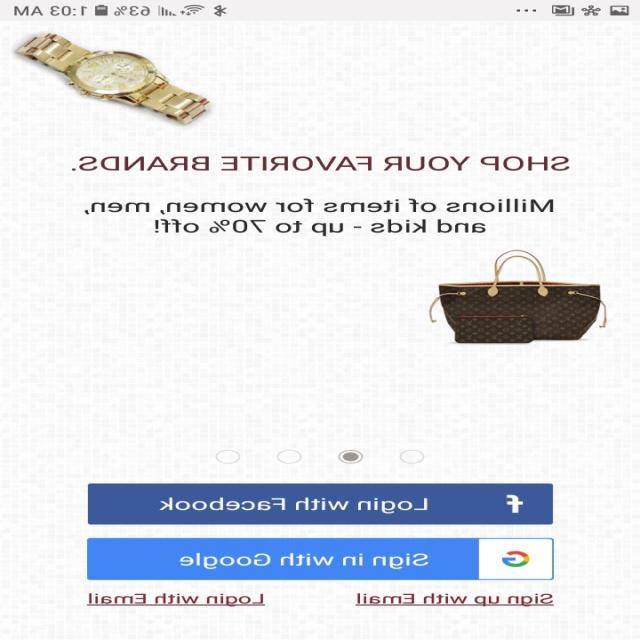 63% 1:03 AM
SHOP YOUR FAVORITE BRANDS.
Millions of items for women, men,
and kids - up to 70% off!
f Login with Facebook
G Sign in with Google
Sign up with Email Login with Email